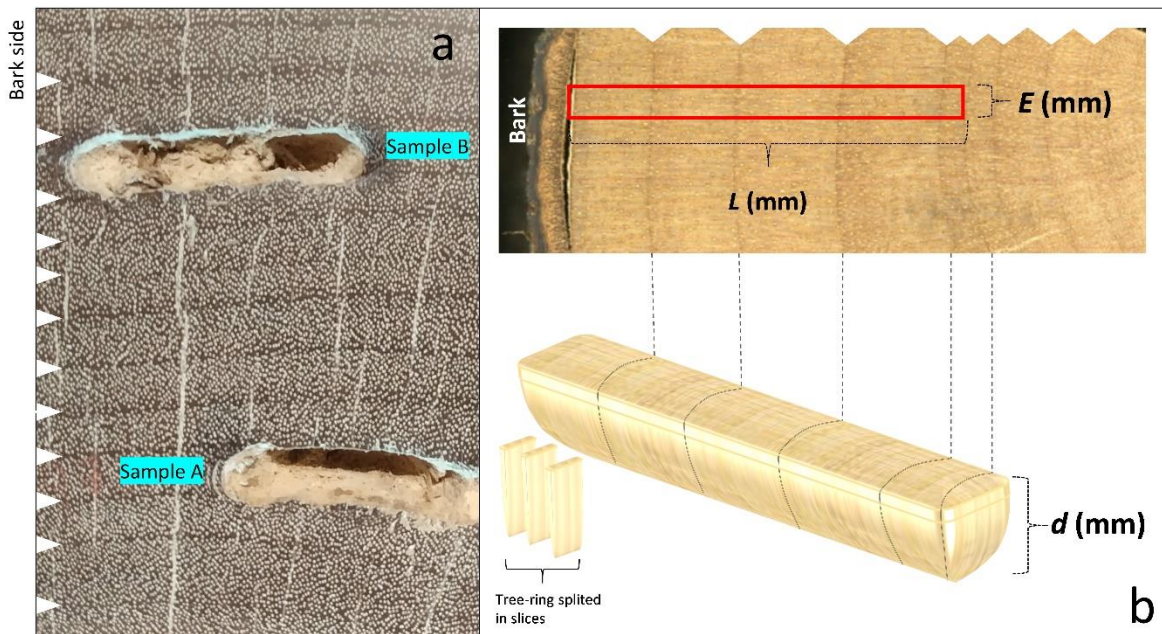 Bark side
a
Sample B
Sample A
Bark
E (mm)
L (mm)
d (mm)
Tree-ring splited
in slices
b